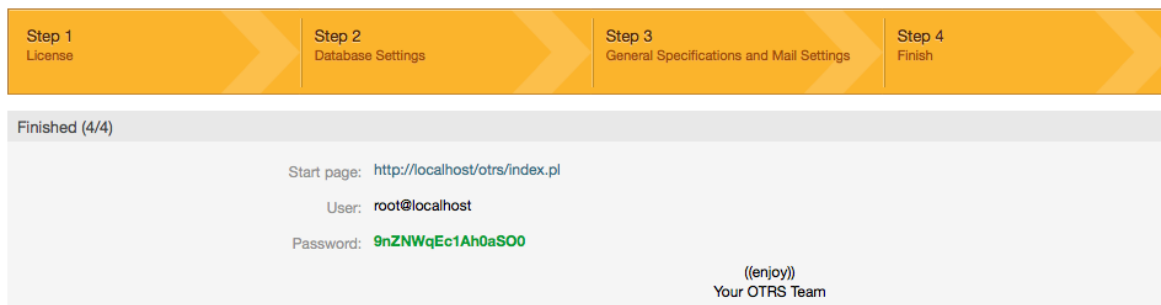 Step 1
License
Step 2
Database Settings
Step 3
General Specifications and Mail Settings
Step 4
Finish
Finished (4/4)
Start page: http://localhost/otrs/index.pl
User: root@localhost
Password: 9nZNWqEc1Ah0aSO0
((enjoy))
Your OTRS Team